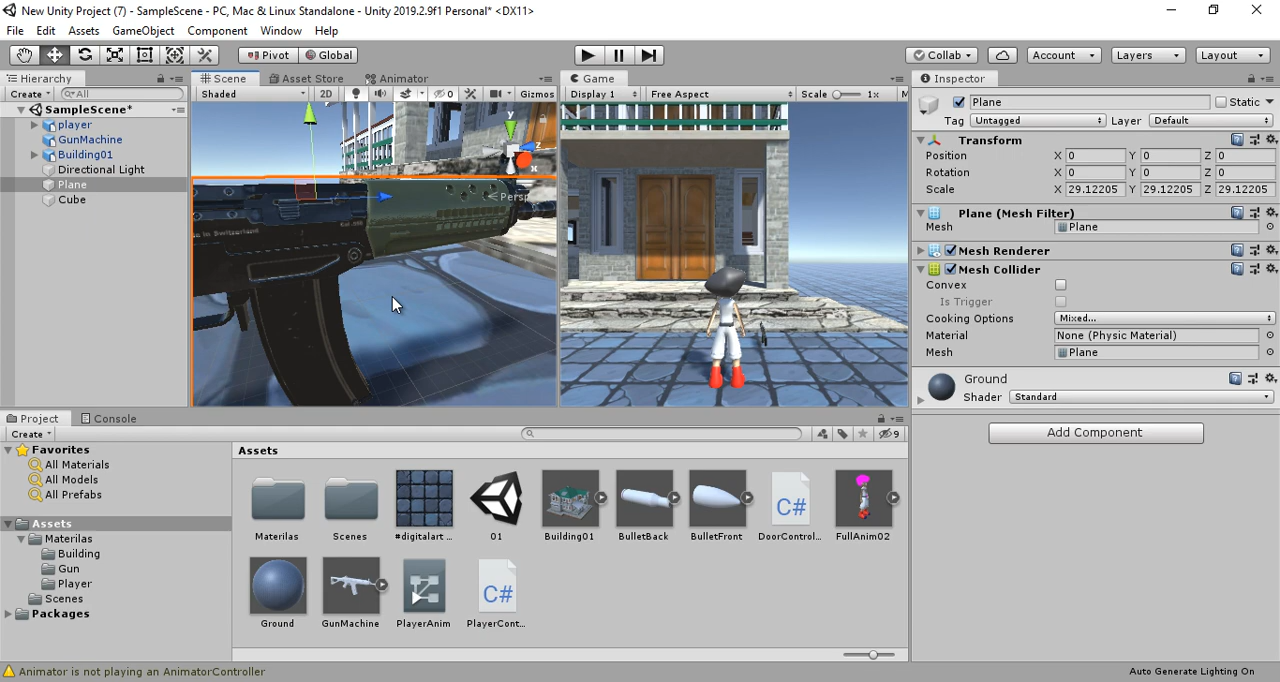 New Unity Project (7) - SampleScene - PC, Mac & Linux Standalone - Unity 2019.2.9f1 Personal* <DX11>
File Edit Assets GameObject Component Window Help
Pivot Global Collab Account Layers Layout
Hierarchy
Create All
SampleScene*
player
GunMachine
Building01
Directional Light
Plane
Cube
Scene Asset Store Animator
Shaded 2D 0 Gizmos
y
z
x
Persp
Game
Display 1 Free Aspect Scale 1x M
Inspector
Plane Static
Tag Untagged Layer Default
Transform
Position X 0 Y 0 Z 0
Rotation X 0 Y 0 Z 0
Scale X 29.12205 Y 29.12205 Z 29.12205
Plane (Mesh Filter)
Mesh Plane
Mesh Renderer
Mesh Collider
Convex
Is Trigger
Cooking Options Mixed...
Material None (Physic Material)
Mesh Plane
Ground
Shader Standard
Add Component
Project Console
Create 9
Favorites
All Materials
All Models
All Prefabs
Assets
Materilas
Building
Gun
Player
Scenes
Packages
Assets
Materilas Scenes #digitalart ... 01 Building01 BulletBack BulletFront DoorControl... FullAnim02
Ground GunMachine PlayerAnim PlayerCont...
C#
C#
Animator is not playing an AnimatorController
Auto Generate Lighting On